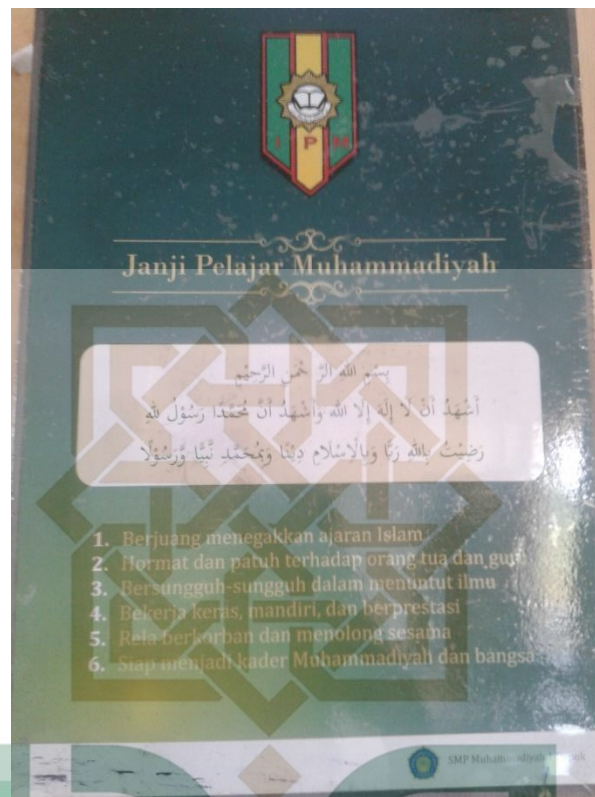 I P M
Janji Pelajar Muhammadiyah
بِسْمِ اللهِ الرَّ حْمنِ الرَّحِيْمِ
أَشْهَدُ أَنْ لَا إِلَهَ إِلَّا الله وَأَشْهَدُ أَنَّ مُحَمَّدًا رَسُوْلُ للهِ
رَضِيْتُ بِاللهِ رَبًّا وَبِالْاِسْلَامِ دِيْنًا وَبِمُحَمَّدٍ نَّبِيًّا وَّرَسُوْلًا
1. Berjuang menegakkan ajaran Islam
2. Hormat dan patuh terhadap orang tua dan guru
3. Bersungguh-sungguh dalam menuntut ilmu
4. Bekerja keras, mandiri, dan berprestasi
5. Rela berkorban dan menolong sesama
6. Siap menjadi kader Muhammadiyah dan bangsa
SMP Muhammadiyah